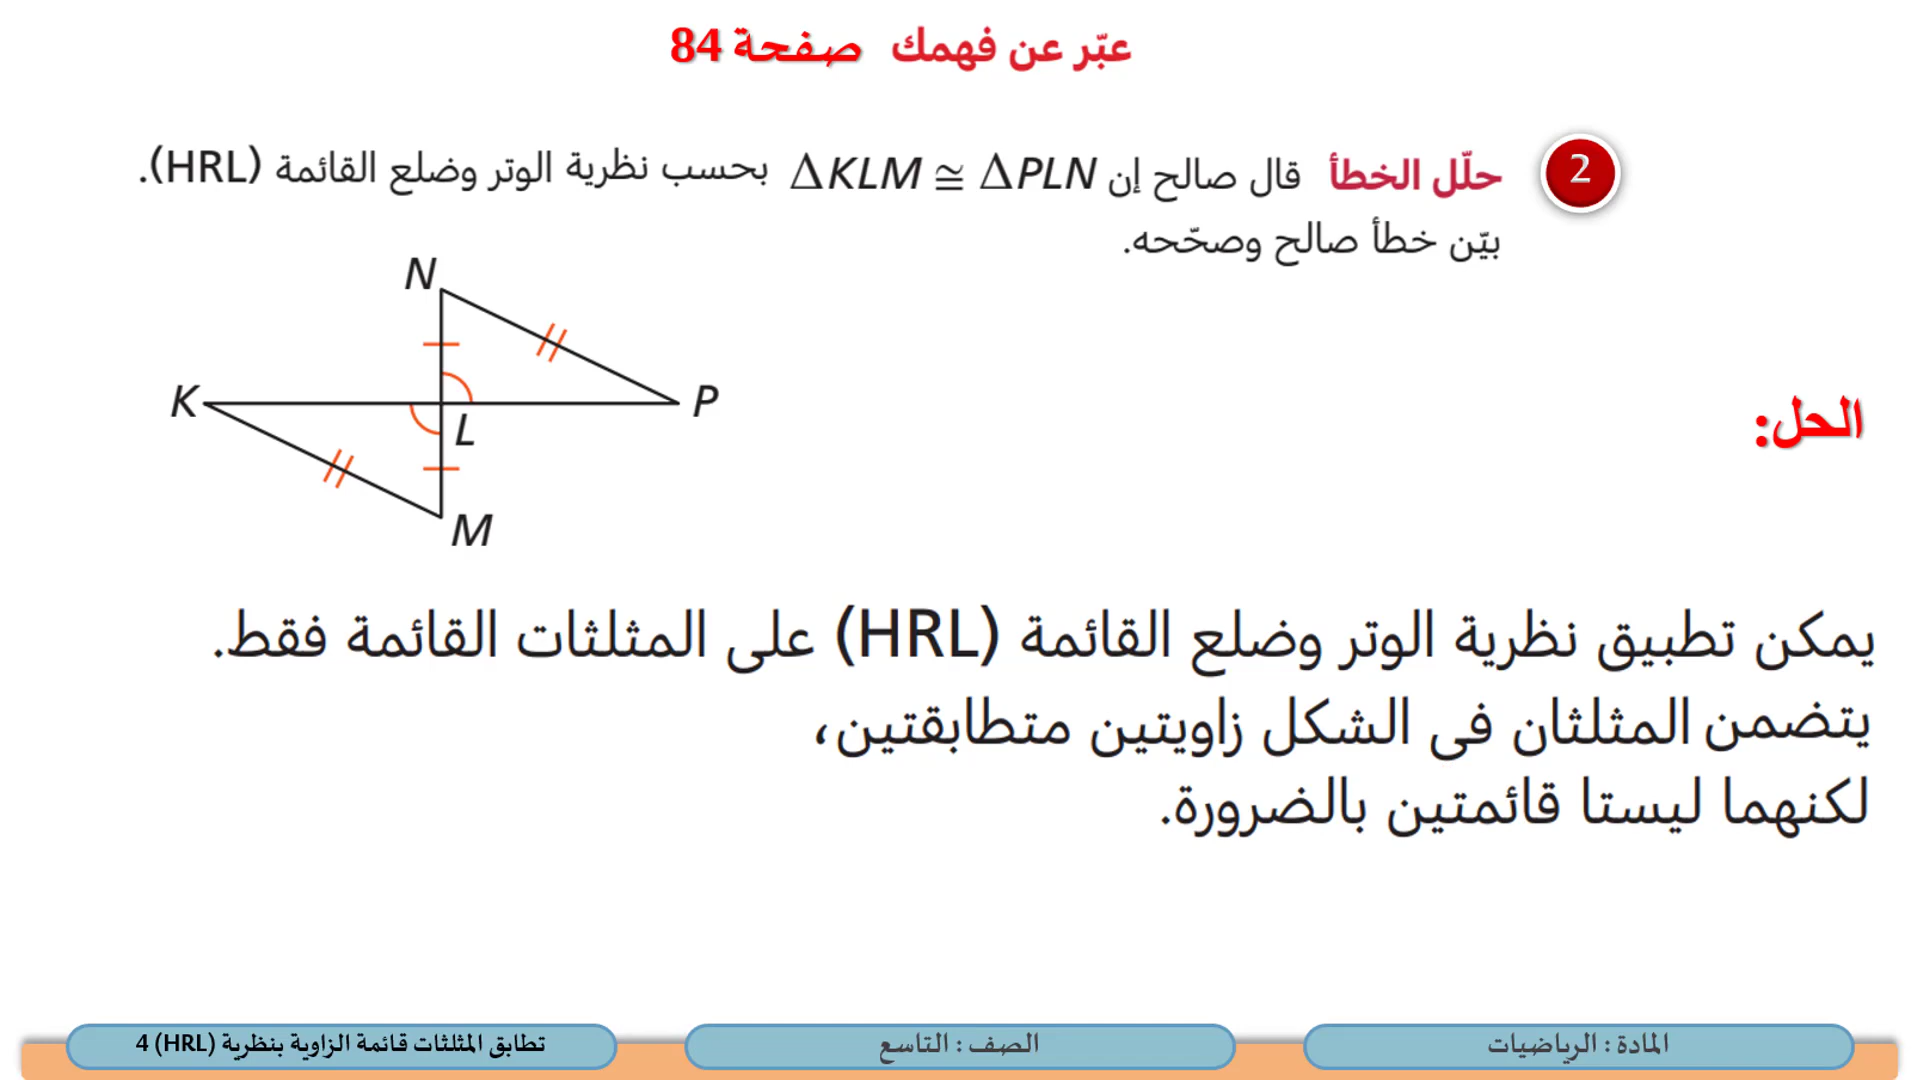 عبّر عن فهمك صفحة 84
2 حلّل الخطأ قال صالح إن ΔKLM ≅ ΔPLN بحسب نظرية الوتر وضلع القائمة (HRL).
بيّن خطأ صالح وصحّحه.
N
K
P
L
M
الحل:
يمكن تطبيق نظرية الوتر وضلع القائمة (HRL) على المثلثات القائمة فقط.
يتضمن المثلثان فى الشكل زاويتين متطابقتين،
لكنهما ليستا قائمتين بالضرورة.
المادة : الرياضيات
الصف : التاسع
تطابق المثلثات قائمة الزاوية بنظرية (HRL) 4